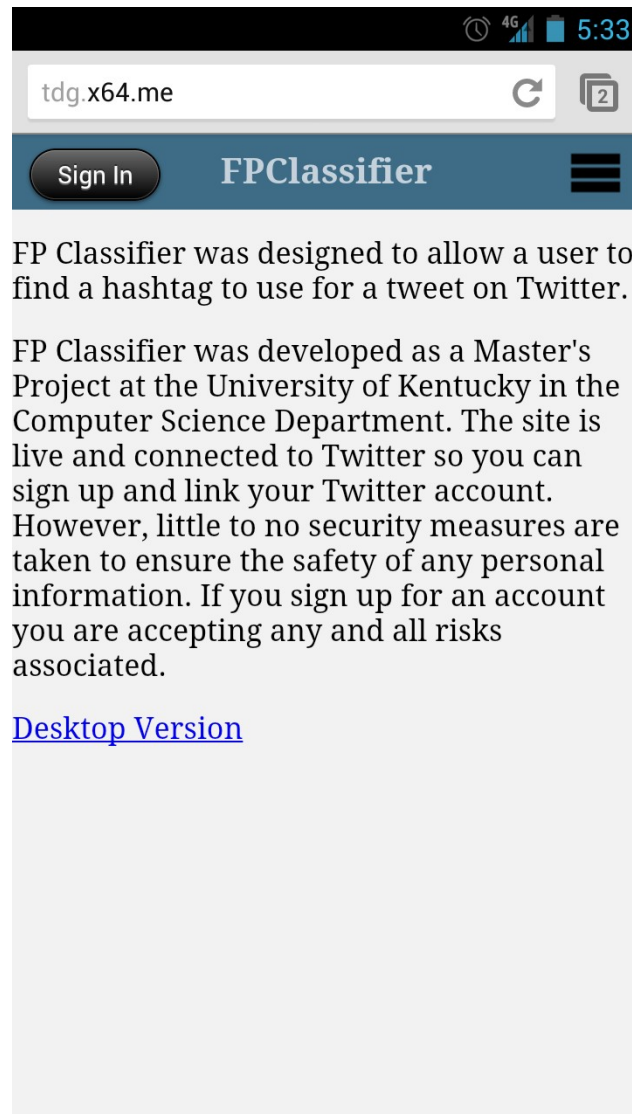 4G 5:33
tdg.x64.me 2
Sign In FPClassifier
FP Classifier was designed to allow a user to
find a hashtag to use for a tweet on Twitter.
FP Classifier was developed as a Master's
Project at the University of Kentucky in the
Computer Science Department. The site is
live and connected to Twitter so you can
sign up and link your Twitter account.
However, little to no security measures are
taken to ensure the safety of any personal
information. If you sign up for an account
you are accepting any and all risks
associated.
Desktop Version